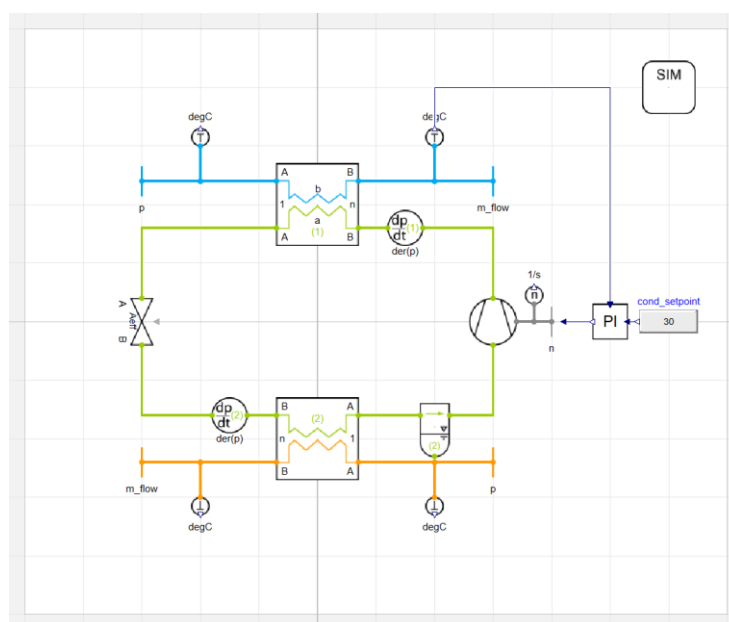 SIM
degC
degC
T
T
A
B
b
p
1
n
m_flow
a
(1)
A
B
dp
dt
(1)
der(p)
1/s
n
cond_setpoint
A
Aeff
B
PI
30
n
dp
dt
(2)
der(p)
B
A
(2)
n
1
(2)
B
A
m_flow
p
T
T
degC
degC